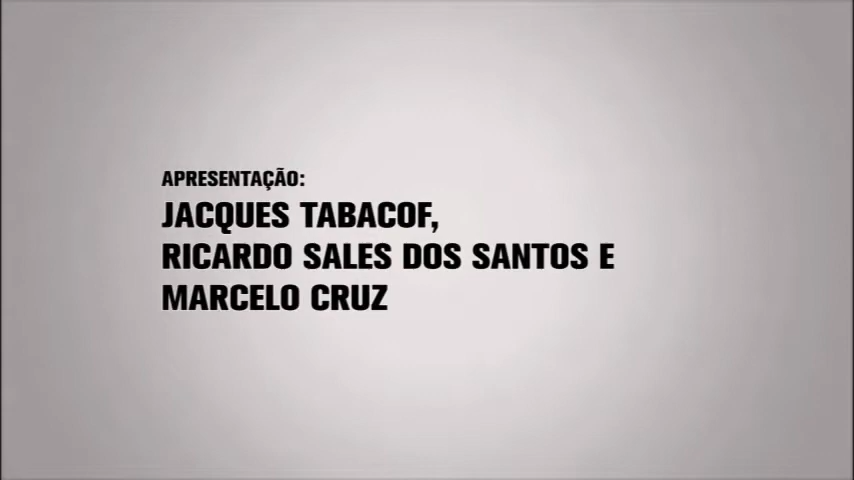 APRESENTAÇÃO:
JACQUES TABACOF,
RICARDO SALES DOS SANTOS E
MARCELO CRUZ